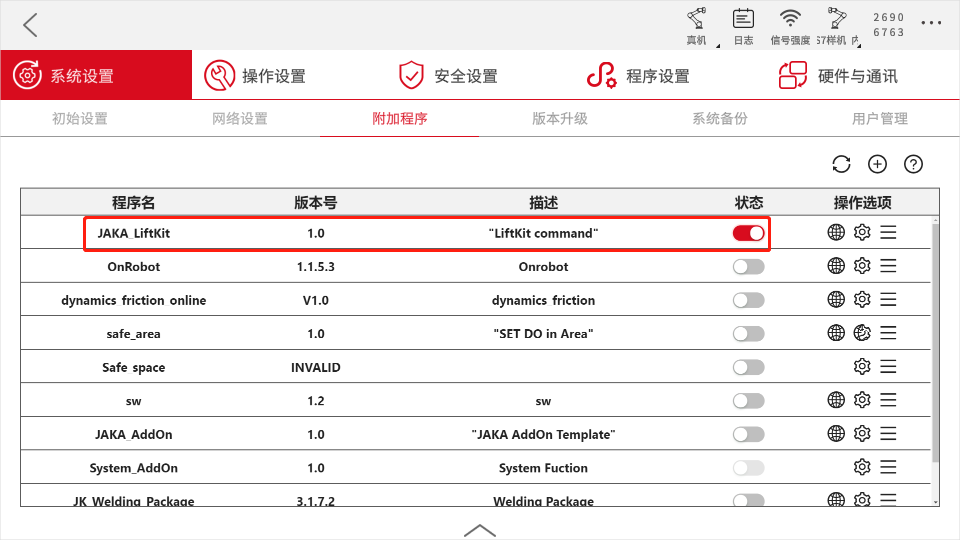 2690
6763
真机
日志
信号强度
S7样机 内
系统设置 操作设置 安全设置 程序设置 硬件与通讯
初始设置 网络设置 附加程序 版本升级 系统备份 用户管理
程序名 版本号 描述 状态 操作选项
JAKA_LiftKit 1.0 "LiftKit command"
OnRobot 1.1.5.3 Onrobot
dynamics friction online V1.0 dynamics friction
safe_area 1.0 "SET DO in Area"
Safe space INVALID
sw 1.2 sw
JAKA_AddOn 1.0 "JAKA AddOn Template"
System_AddOn 1.0 System Fuction
JK Welding Package 3.1.7.2 Welding Package